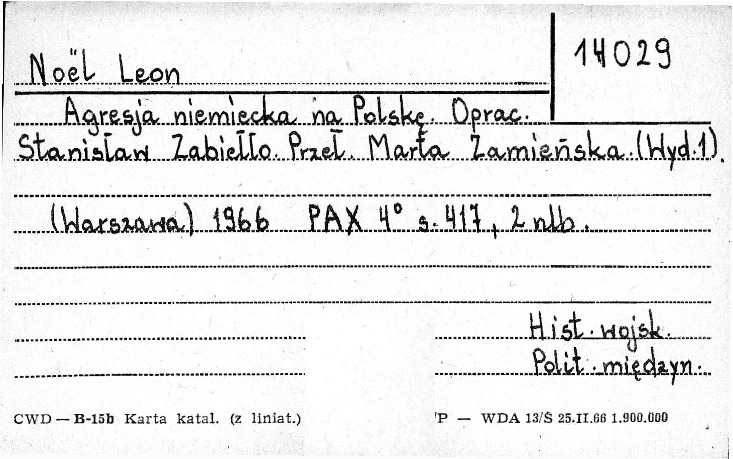 Noël Leon
14029
Agresja niemiecka na Polskę. Oprac.
Stanisław Zabiełło. Przeł. Marta Zamieńska. (Wyd.1).
(Warszawa) 1966 PAX 4° s. 417, 2 nlb.
Hist. wojsk.
Polit. międzyn.
CWD — B-15b Karta katal. (z liniat.)
P — WDA 13/Ś 25.II.66 1.900.000